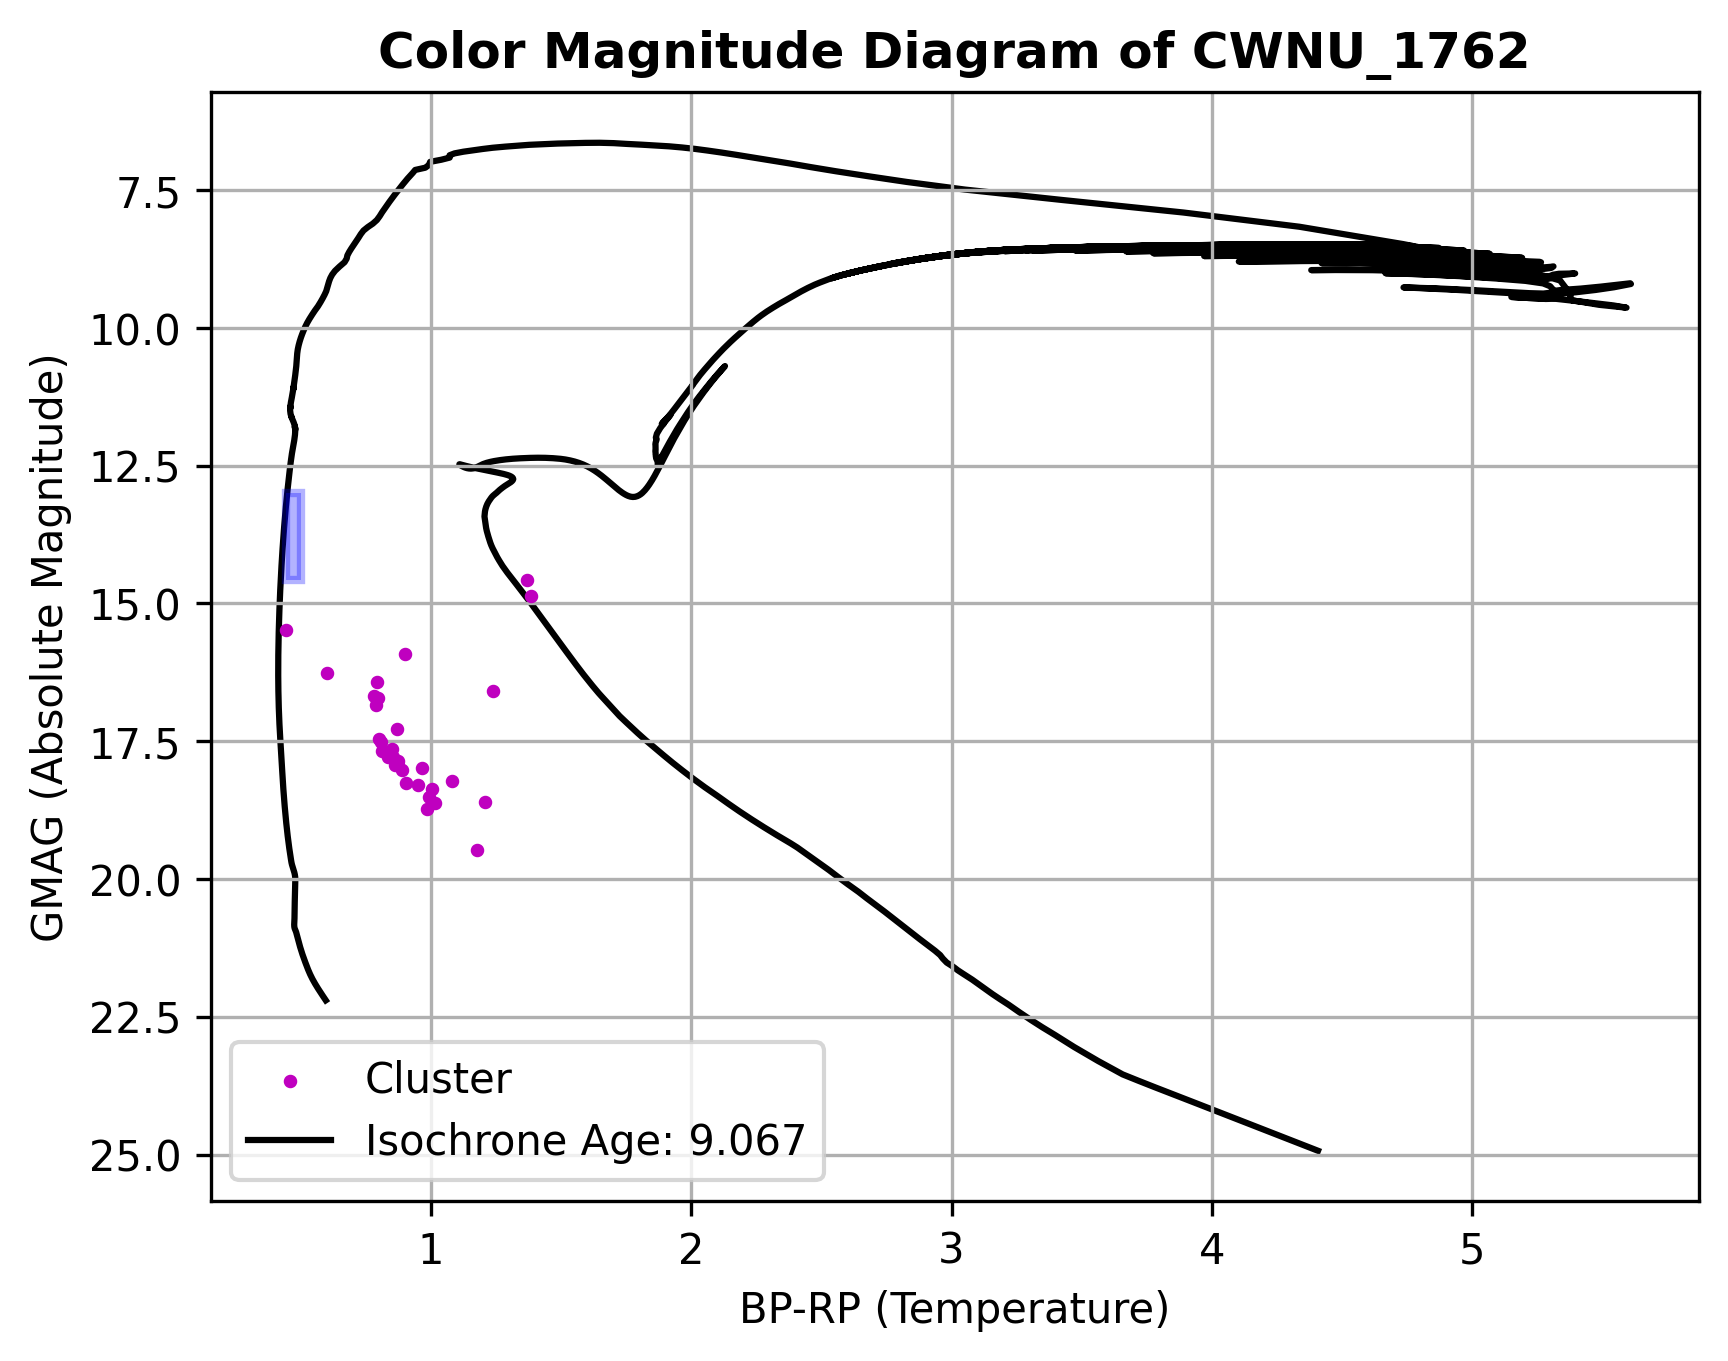 Color Magnitude Diagram of CWNU_1762
GMAG (Absolute Magnitude)
7.5
10.0
12.5
15.0
17.5
20.0
22.5
25.0
Cluster
Isochrone Age: 9.067
1 2 3 4 5
BP-RP (Temperature)